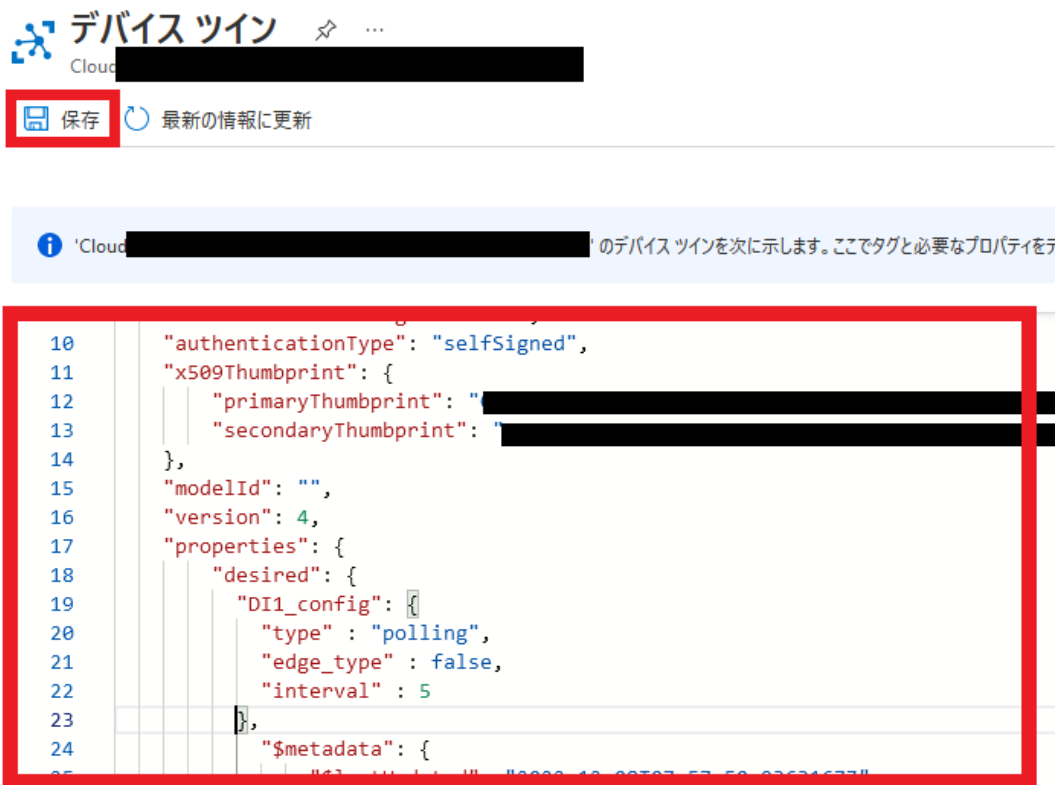 デバイス ツイン ...
Cloud
保存 最新の情報に更新
'Cloud ' のデバイス ツインを次に示します。ここでタグと必要なプロパティを
10 "authenticationType": "selfSigned",
11 "x509Thumbprint": {
12 "primaryThumbprint": "
13 "secondaryThumbprint": "
14 },
15 "modelId": "",
16 "version": 4,
17 "properties": {
18 "desired": {
19 "DI1_config": {
20 "type" : "polling",
21 "edge_type" : false,
22 "interval" : 5
23 },
24 "$metadata": {